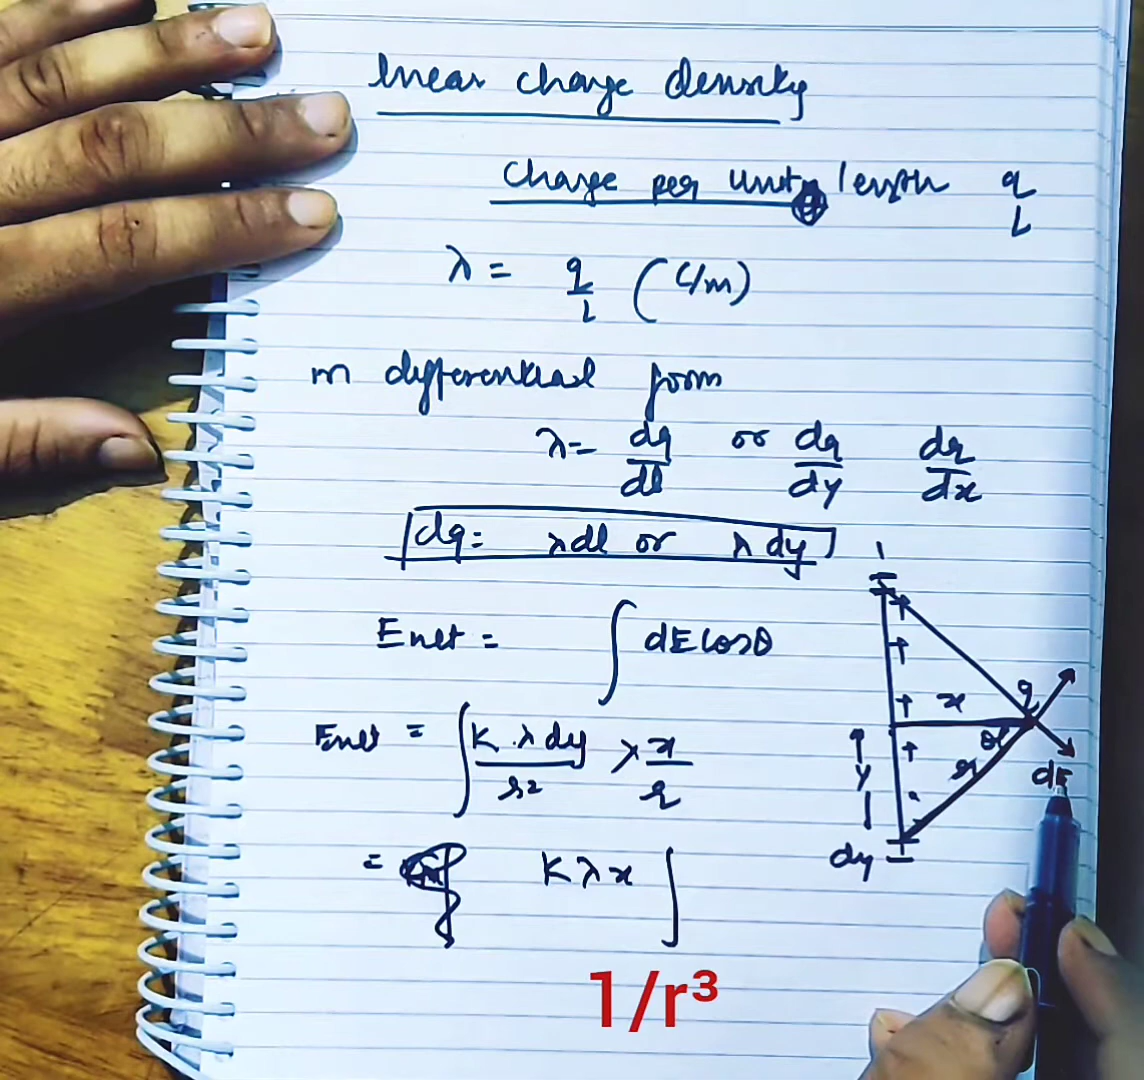 linear charge density
charge per unit length q/L
λ = q/L (C/m)
in differential form
λ = dq/dl or dq/dy dq/dx
dq = λdl or λ dy
Enet = ∫ dE cosθ
Enet = ∫ K·λdy/r² × x/r
= Kλx ∫
1/r³
+
+
+ x q
+ θ
y r dE
dy